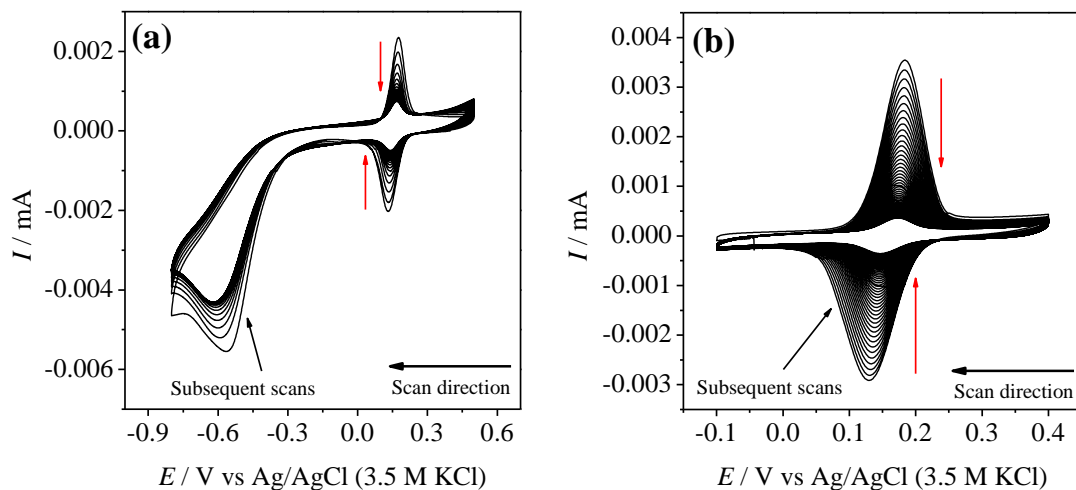 (a)
I / mA
0.002
0.000
-0.002
-0.004
-0.006
Subsequent scans
Scan direction
-0.9 -0.6 -0.3 0.0 0.3 0.6
E / V vs Ag/AgCl (3.5 M KCl)
(b)
I / mA
0.004
0.003
0.002
0.001
0.000
-0.001
-0.002
-0.003
Subsequent scans
Scan direction
-0.1 0.0 0.1 0.2 0.3 0.4
E / V vs Ag/AgCl (3.5 M KCl)